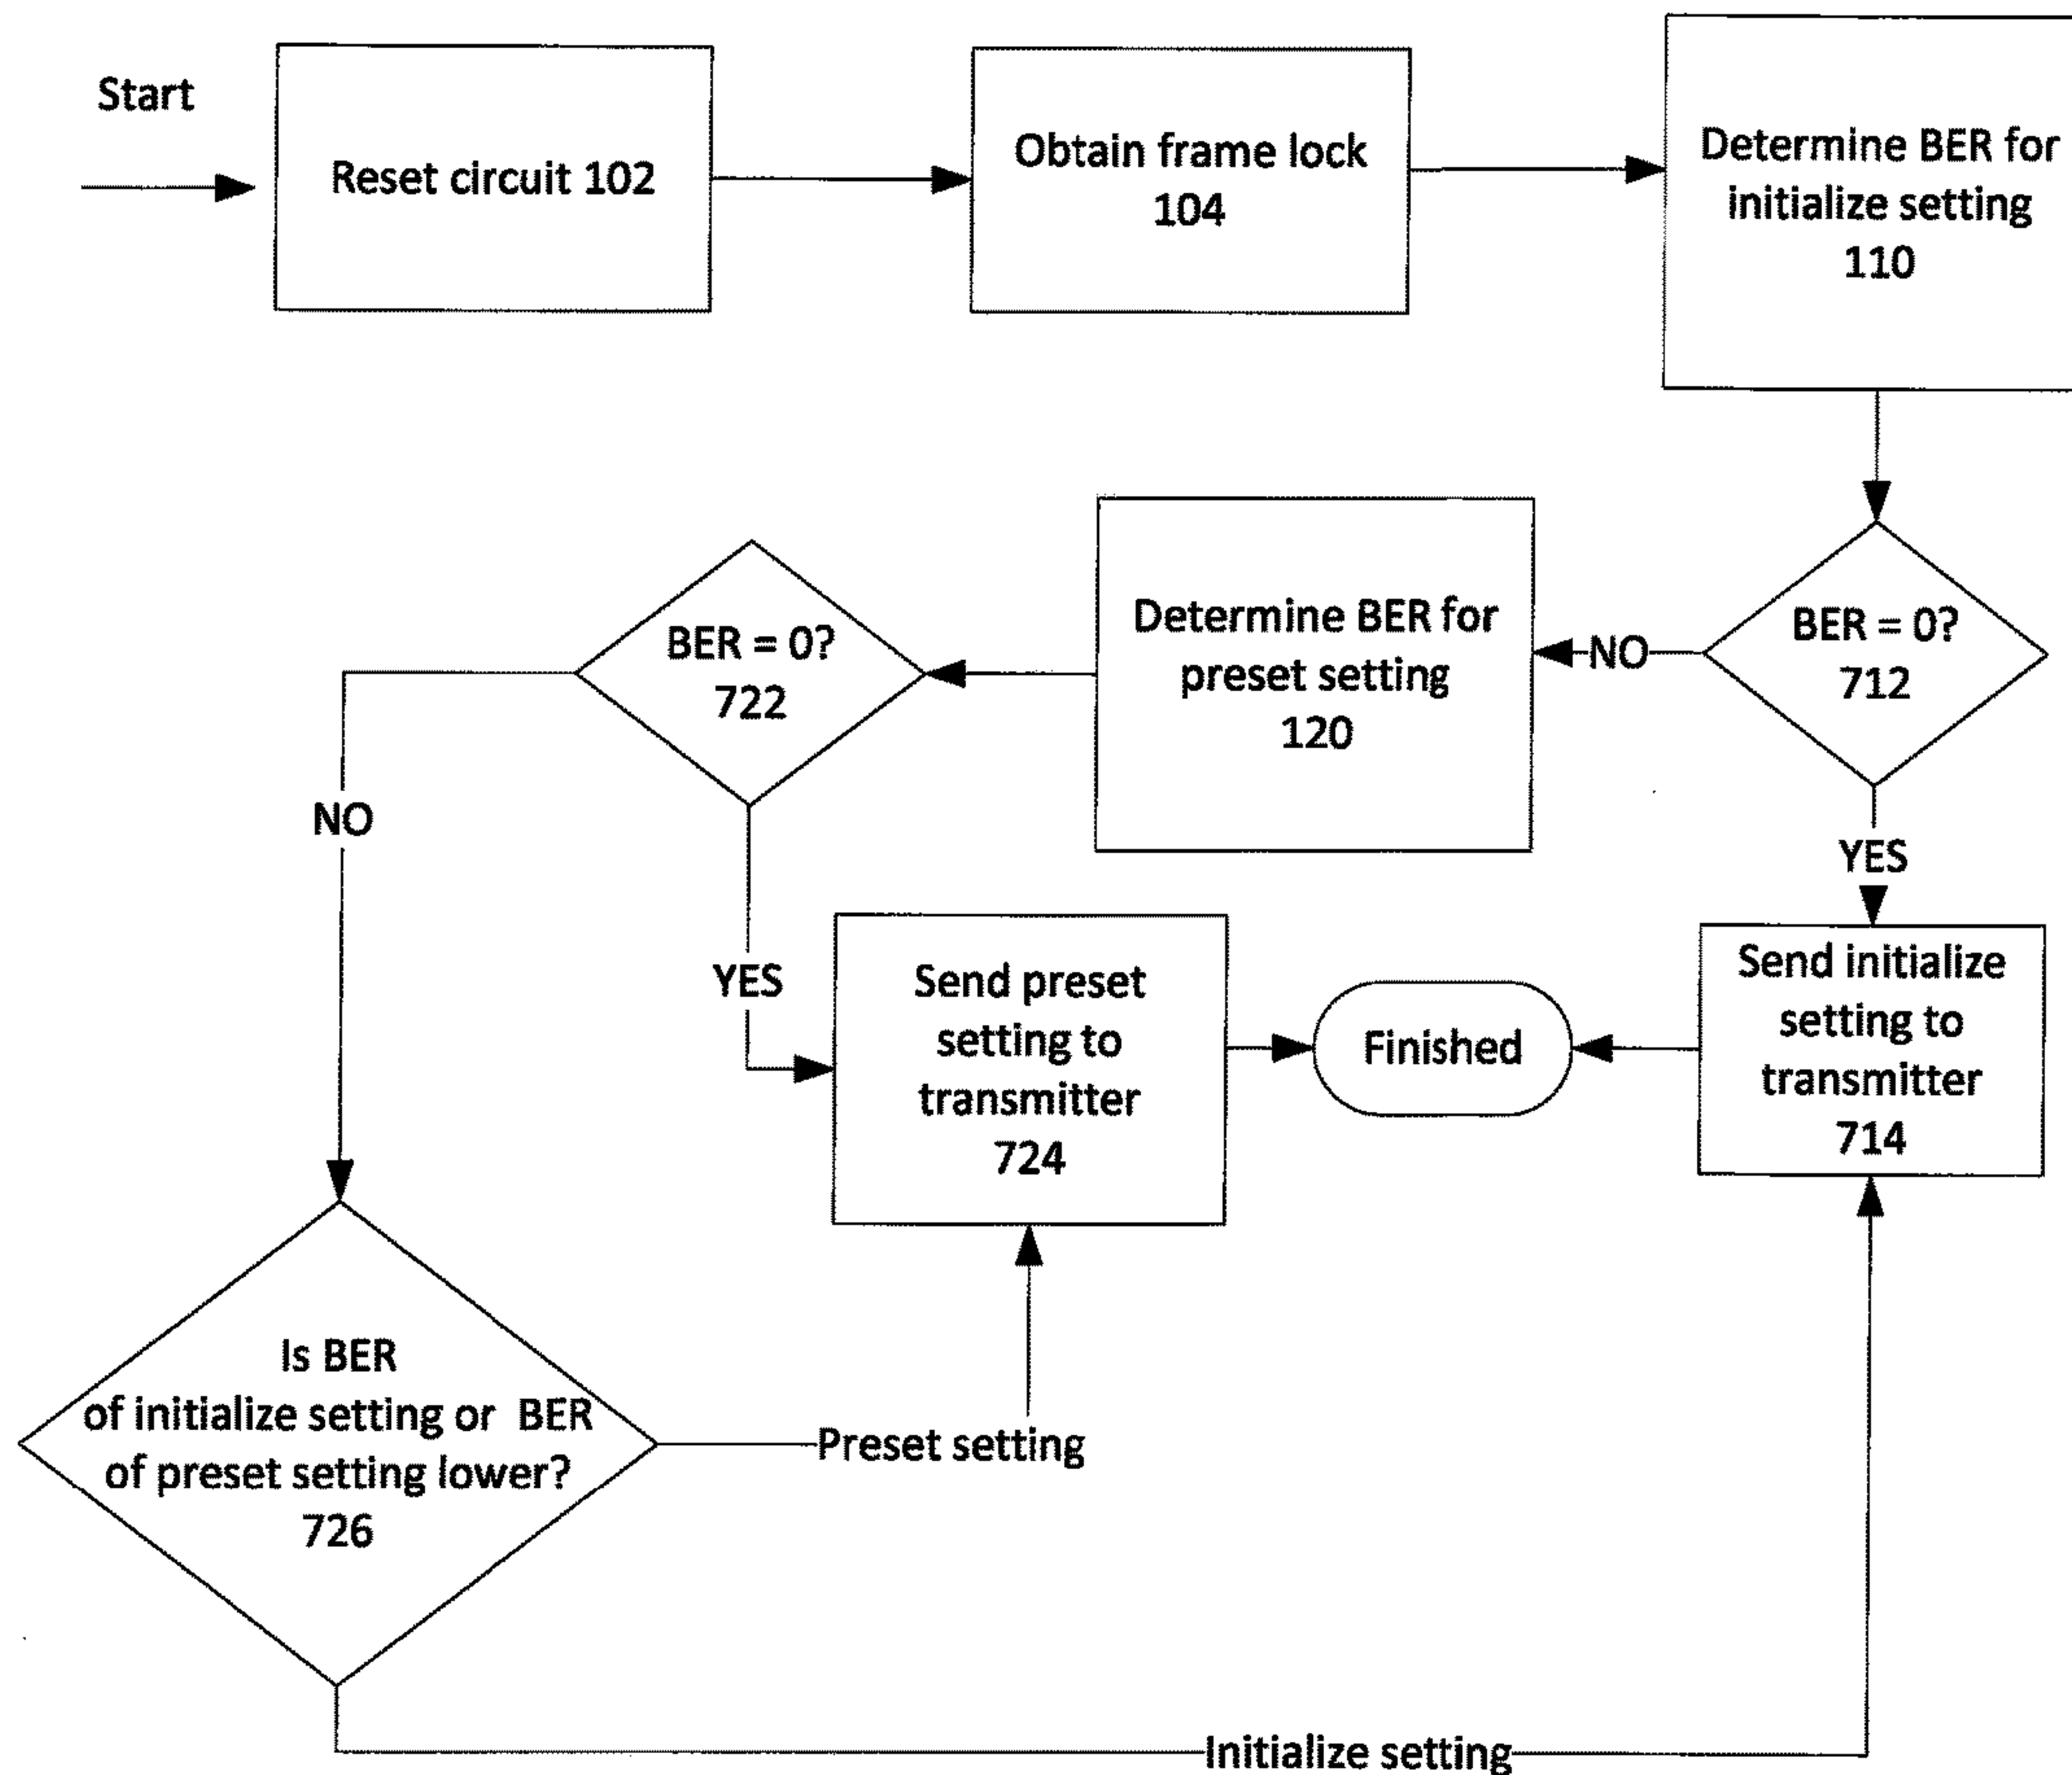 Start
Reset circuit 102
Obtain frame lock
104
Determine BER for
initialize setting
110
BER = 0?
712
NO
Determine BER for
preset setting
120
BER = 0?
722
NO
YES
YES
Send preset
setting to
transmitter
724
Finished
Send initialize
setting to
transmitter
714
Is BER
of initialize setting or BER
of preset setting lower?
726
Preset setting
Initialize setting